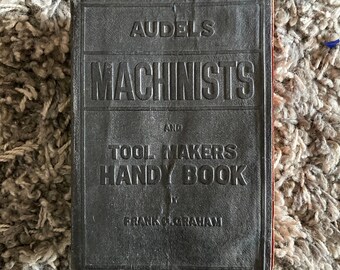 AUDELS
MACHINISTS
AND
TOOL MAKERS
HANDY BOOK
BY
FRANK D. GRAHAM